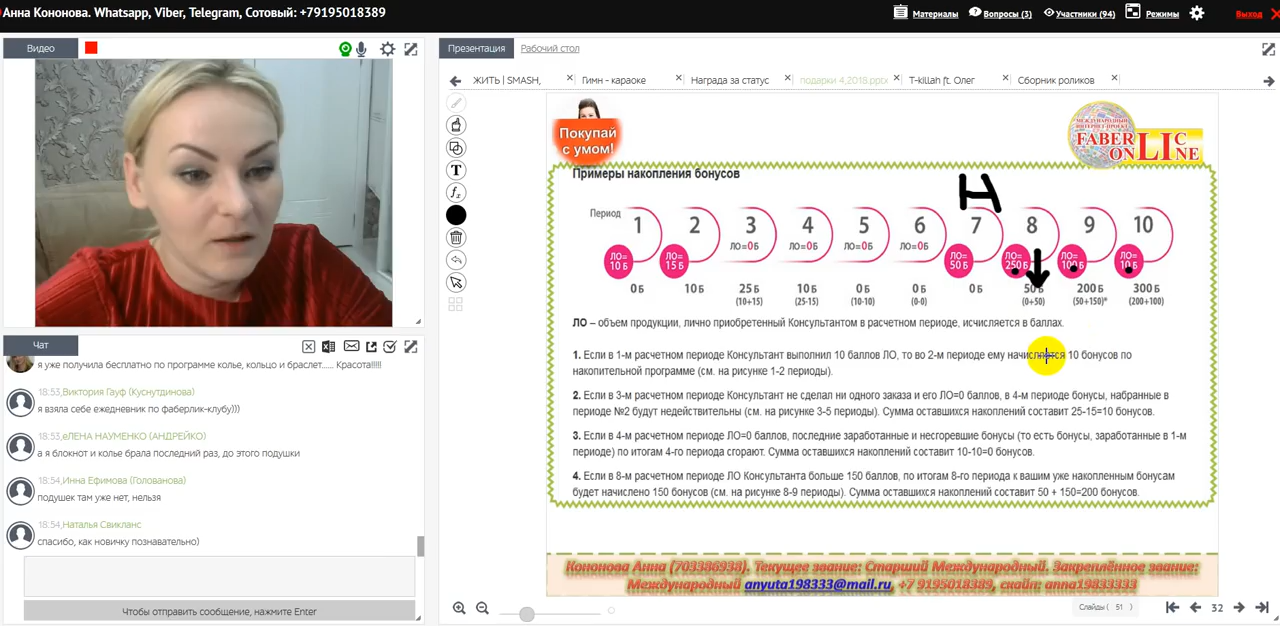 Анна Кононова. Whatsapp, Viber, Telegram, Сотовый: +79195018389
Материалы Вопросы (3) Участники (94) Режимы Выход
Видео
Презентация Рабочий стол
ЖИТЬ | SMASH, Гимн - караоке Награда за статус подарки 4,2018.pptx T-killah ft. Олег Сборник роликов
Покупай
с умом!
МЕЖДУНАРОДНЫЙ
ИНТЕРНЕТ-ПРОЕКТ
FABERLIC
ONLINE
Примеры накопления бонусов
Н
Период 1 2 3 4 5 6 7 8 9 10
ЛО=0Б ЛО=0Б ЛО=0Б ЛО=0Б
ЛО=
10 Б
ЛО=
15 Б
ЛО=
50 Б
ЛО=
250 Б
ЛО=
100 Б
ЛО=
10 Б
0 Б 10 Б 25 Б 10 Б 0 Б 0 Б 0 Б 50 Б 200 Б 300 Б
(10+15) (25-15) (10-10) (0-0) (0+50) (50+150)* (200+100)
ЛО – объем продукции, лично приобретенный Консультантом в расчетном периоде, исчисляется в баллах.
1. Если в 1-м расчетном периоде Консультант выполнил 10 баллов ЛО, то во 2-м периоде ему начисляется 10 бонусов по
накопительной программе (см. на рисунке 1-2 периоды).
2. Если в 3-м расчетном периоде Консультант не сделал ни одного заказа и его ЛО=0 баллов, в 4-м периоде бонусы, набранные в
периоде №2 будут недействительны (см. на рисунке 3-5 периоды). Сумма оставшихся накоплений составит 25-15=10 бонусов.
3. Если в 4-м расчетном периоде ЛО=0 баллов, последние заработанные и несгоревшие бонусы (то есть бонусы, заработанные в 1-м
периоде) по итогам 4-го периода сгорают. Сумма оставшихся накоплений составит 10-10=0 бонусов.
4. Если в 8-м расчетном периоде ЛО Консультанта больше 150 баллов, по итогам 8-го периода к вашим уже накопленным бонусам
будет начислено 150 бонусов (см. на рисунке 8-9 периоды). Сумма оставшихся накоплений составит 50 + 150=200 бонусов.
Кононова Анна (703386938). Текущее звание: Старший Международный. Закреплённое звание:
Международный anyuta198333@mail.ru, +7 9195018389, скайп: anna19833333
Слайды ( 51 ) 32
Чат
я уже получила бесплатно по программе колье, кольцо и браслет..... Красота!!!!!
18:53, Виктория Гауф (Куснутдинова)
я взяла себе ежедневник по фаберлик-клубу)))
18:53, еЛЕНА НАУМЕНКО (АНДРЕЙКО)
а я блокнот и колье брала последний раз, до этого подушки
18:54, Инна Ефимова (Голованова)
подушек там уже нет, нельзя
18:54, Наталья Свикланс
спасибо, как новичку познавательно)
Чтобы отправить сообщение, нажмите Enter